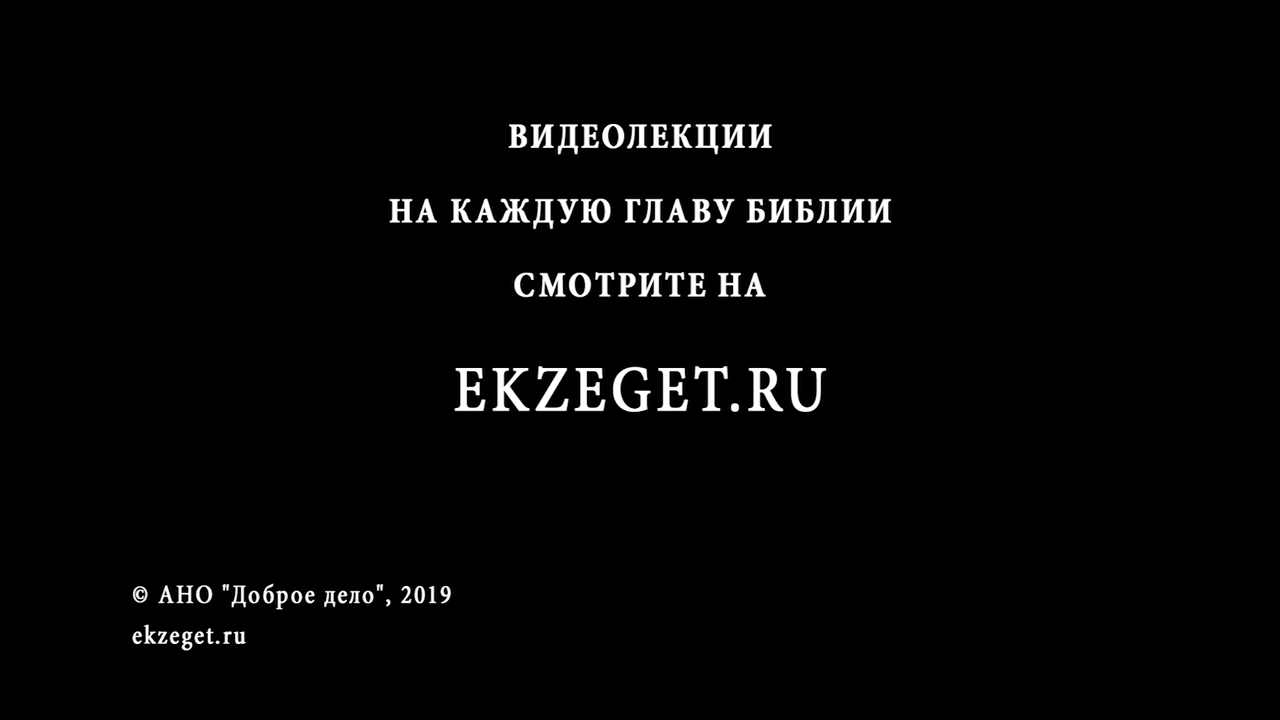 ВИДЕОЛЕКЦИИ
НА КАЖДУЮ ГЛАВУ БИБЛИИ
СМОТРИТЕ НА
EKZEGET.RU
© АНО "Доброе дело", 2019
ekzeget.ru